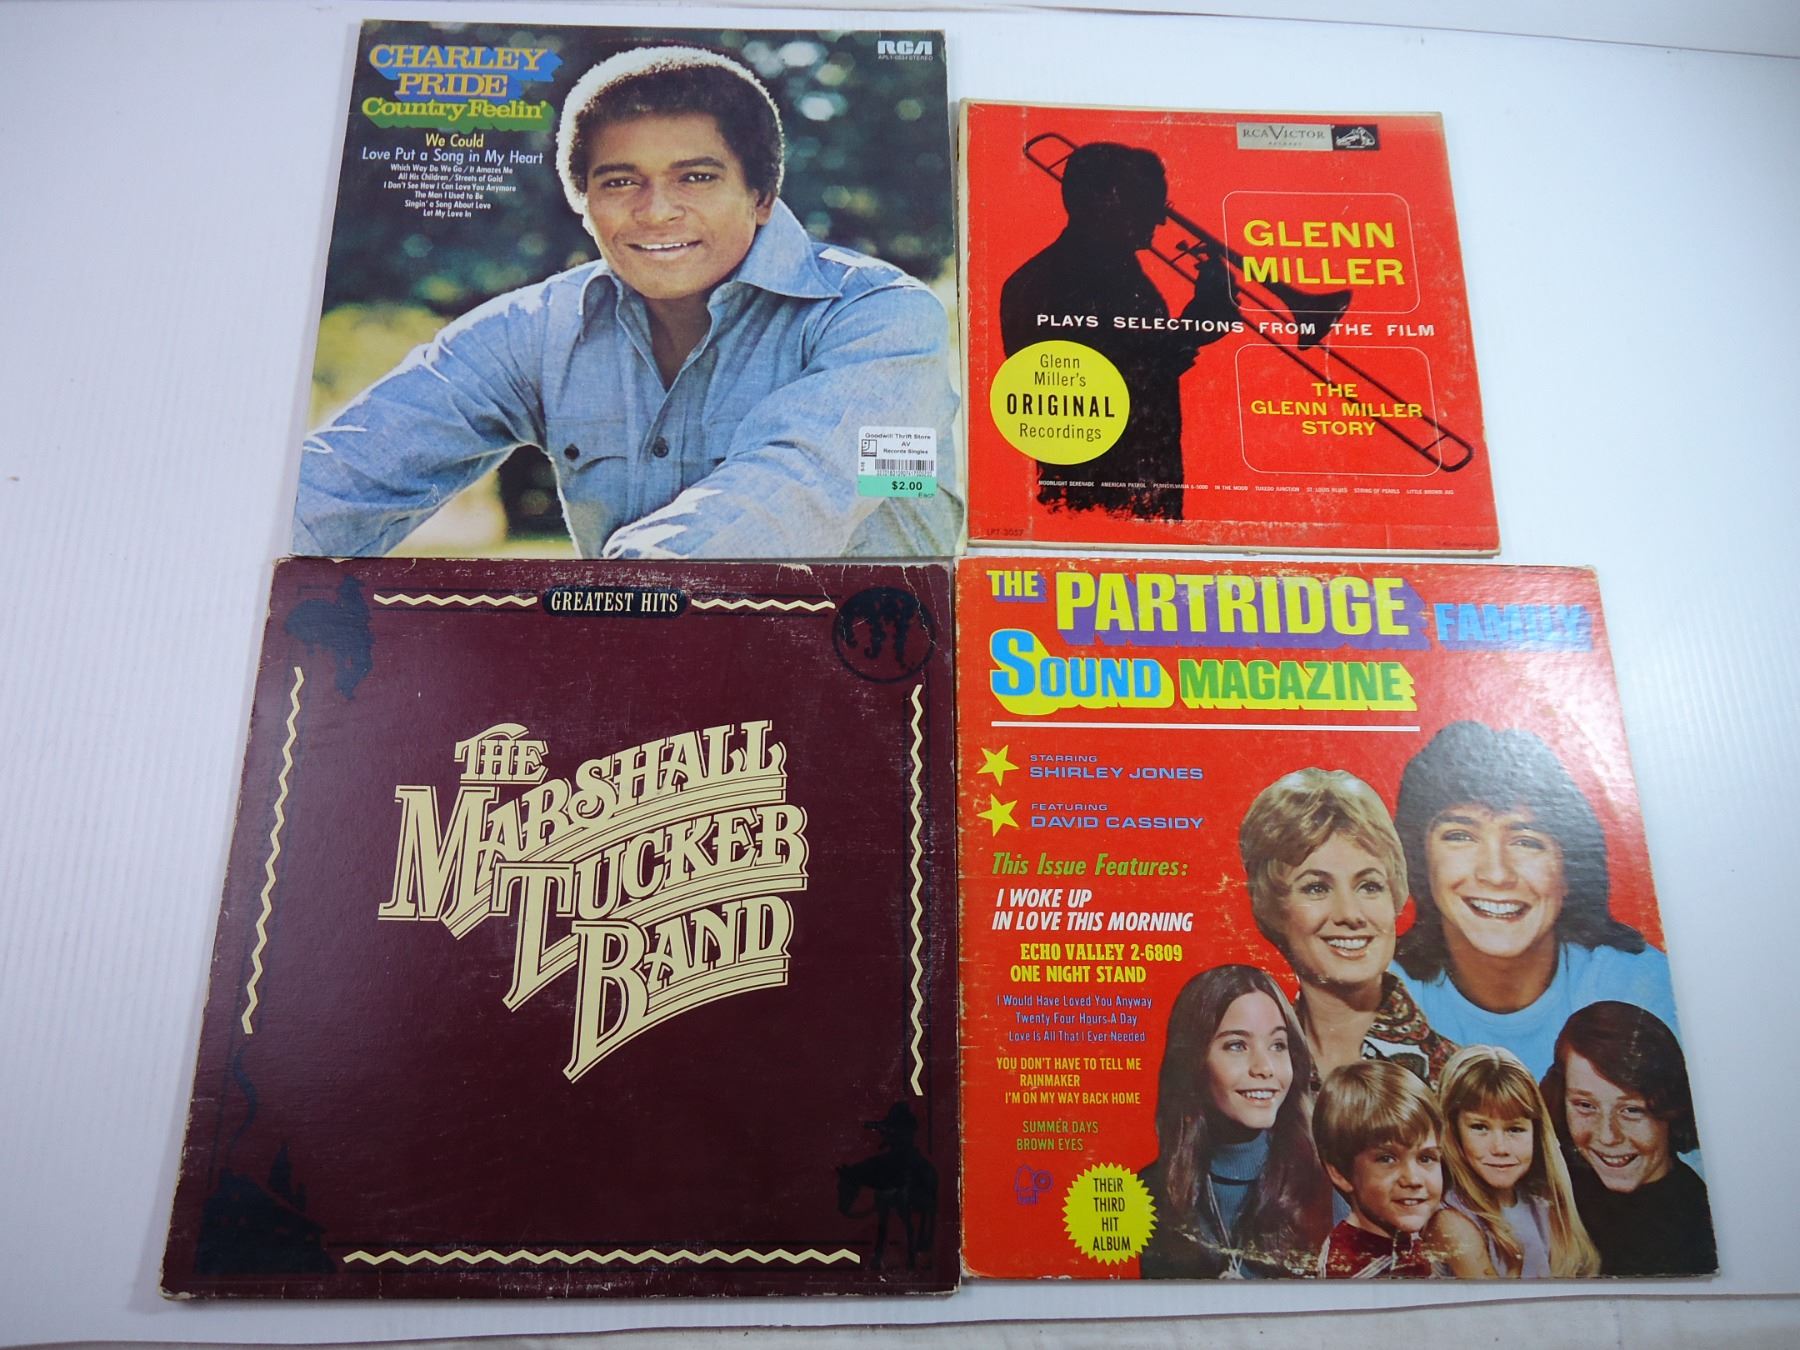 CHARLEY
PRIDE
Country Feelin'
We Could
Love Put a Song in My Heart
Which Way Do We Go / It Amazes Me
All His Children / Streets of Gold
I Don't See How I Can Love You Anymore
The Man I Used to Be
Singin' a Song About Love
Let My Love In
RCA
APL1-0534 STEREO
Goodwill Thrift Store
AV
Records Singles
$2.00
Each
RCA VICTOR
RECORDS
GLENN
MILLER
PLAYS SELECTIONS FROM THE FILM
THE
GLENN MILLER
STORY
Glenn
Miller's
ORIGINAL
Recordings
MOONLIGHT SERENADE AMERICAN PATROL PENNSYLVANIA 6-5000 IN THE MOOD TUXEDO JUNCTION ST. LOUIS BLUES STRING OF PEARLS LITTLE BROWN JUG
LPT-3057
GREATEST HITS
THE
MARSHALL
TUCKER
BAND
THE PARTRIDGE FAMILY
SOUND MAGAZINE
STARRING
SHIRLEY JONES
FEATURING
DAVID CASSIDY
This Issue Features:
I WOKE UP
IN LOVE THIS MORNING
ECHO VALLEY 2-6809
ONE NIGHT STAND
I Would Have Loved You Anyway
Twenty Four Hours A Day
Love Is All That I Ever Needed
YOU DON'T HAVE TO TELL ME
RAINMAKER
I'M ON MY WAY BACK HOME
SUMMER DAYS
BROWN EYES
Bell
THEIR
THIRD
HIT
ALBUM